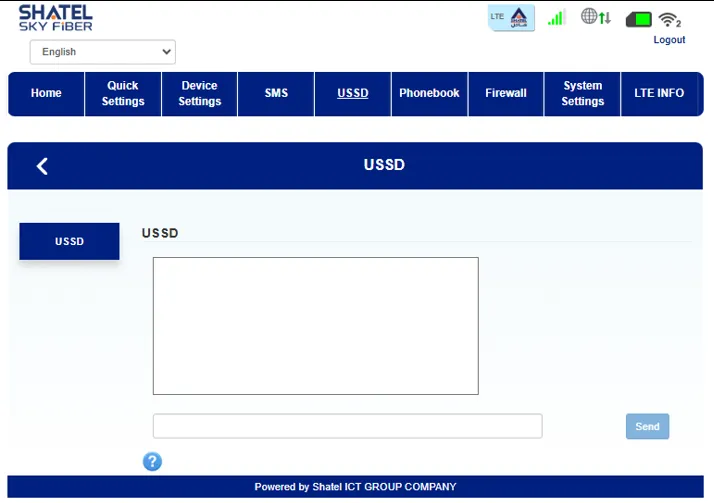 SHATEL
SKY FiBER
LTE
2
Logout
English
Home
Quick Settings
Device Settings
SMS
USSD
Phonebook
Firewall
System Settings
LTE INFO
USSD
USSD
USSD
Send
?
Powered by Shatel ICT GROUP COMPANY